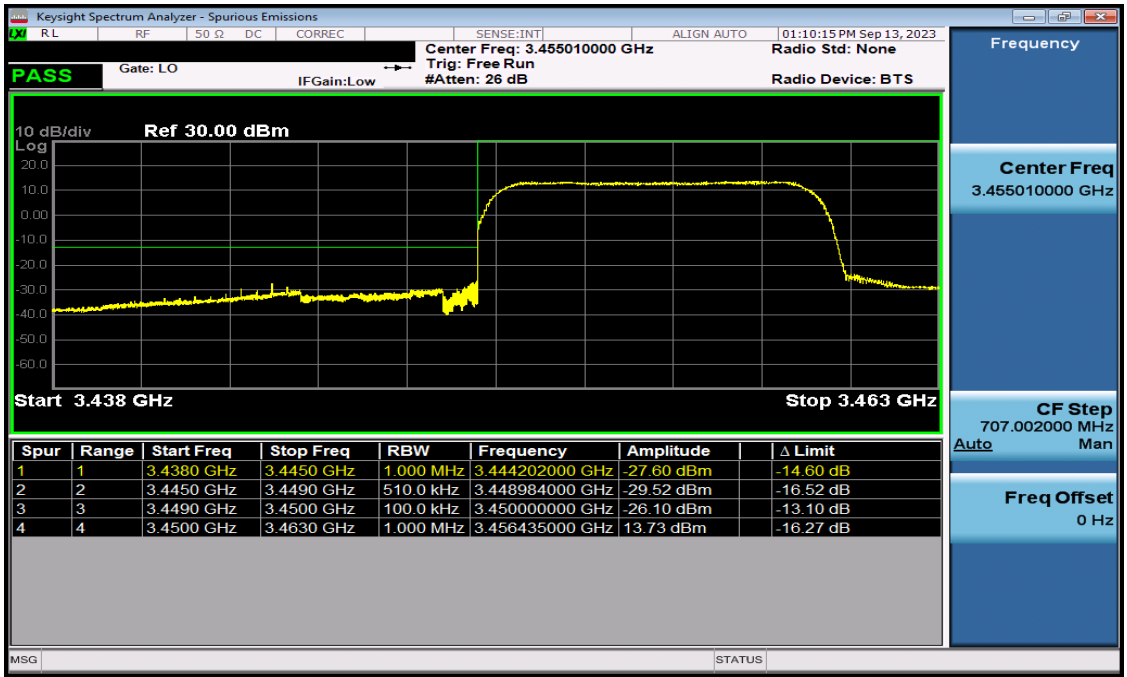 Keysight Spectrum Analyzer - Spurious Emissions
LXI RL RF 50 Ω DC CORREC SENSE:INT ALIGN AUTO 01:10:15 PM Sep 13, 2023
Center Freq: 3.455010000 GHz Radio Std: None
PASS Gate: LO Trig: Free Run
IFGain:Low #Atten: 26 dB Radio Device: BTS
10 dB/div Ref 30.00 dBm
Log
20.0
10.0
0.00
-10.0
-20.0
-30.0
-40.0
-50.0
-60.0
Start 3.438 GHz Stop 3.463 GHz
Spur Range Start Freq Stop Freq RBW Frequency Amplitude Δ Limit
1 1 3.4380 GHz 3.4450 GHz 1.000 MHz 3.444202000 GHz -27.60 dBm -14.60 dB
2 2 3.4450 GHz 3.4490 GHz 510.0 kHz 3.448984000 GHz -29.52 dBm -16.52 dB
3 3 3.4490 GHz 3.4500 GHz 100.0 kHz 3.450000000 GHz -26.10 dBm -13.10 dB
4 4 3.4500 GHz 3.4630 GHz 1.000 MHz 3.456435000 GHz 13.73 dBm -16.27 dB
MSG STATUS
Frequency
Center Freq
3.455010000 GHz
CF Step
707.002000 MHz
Auto Man
Freq Offset
0 Hz